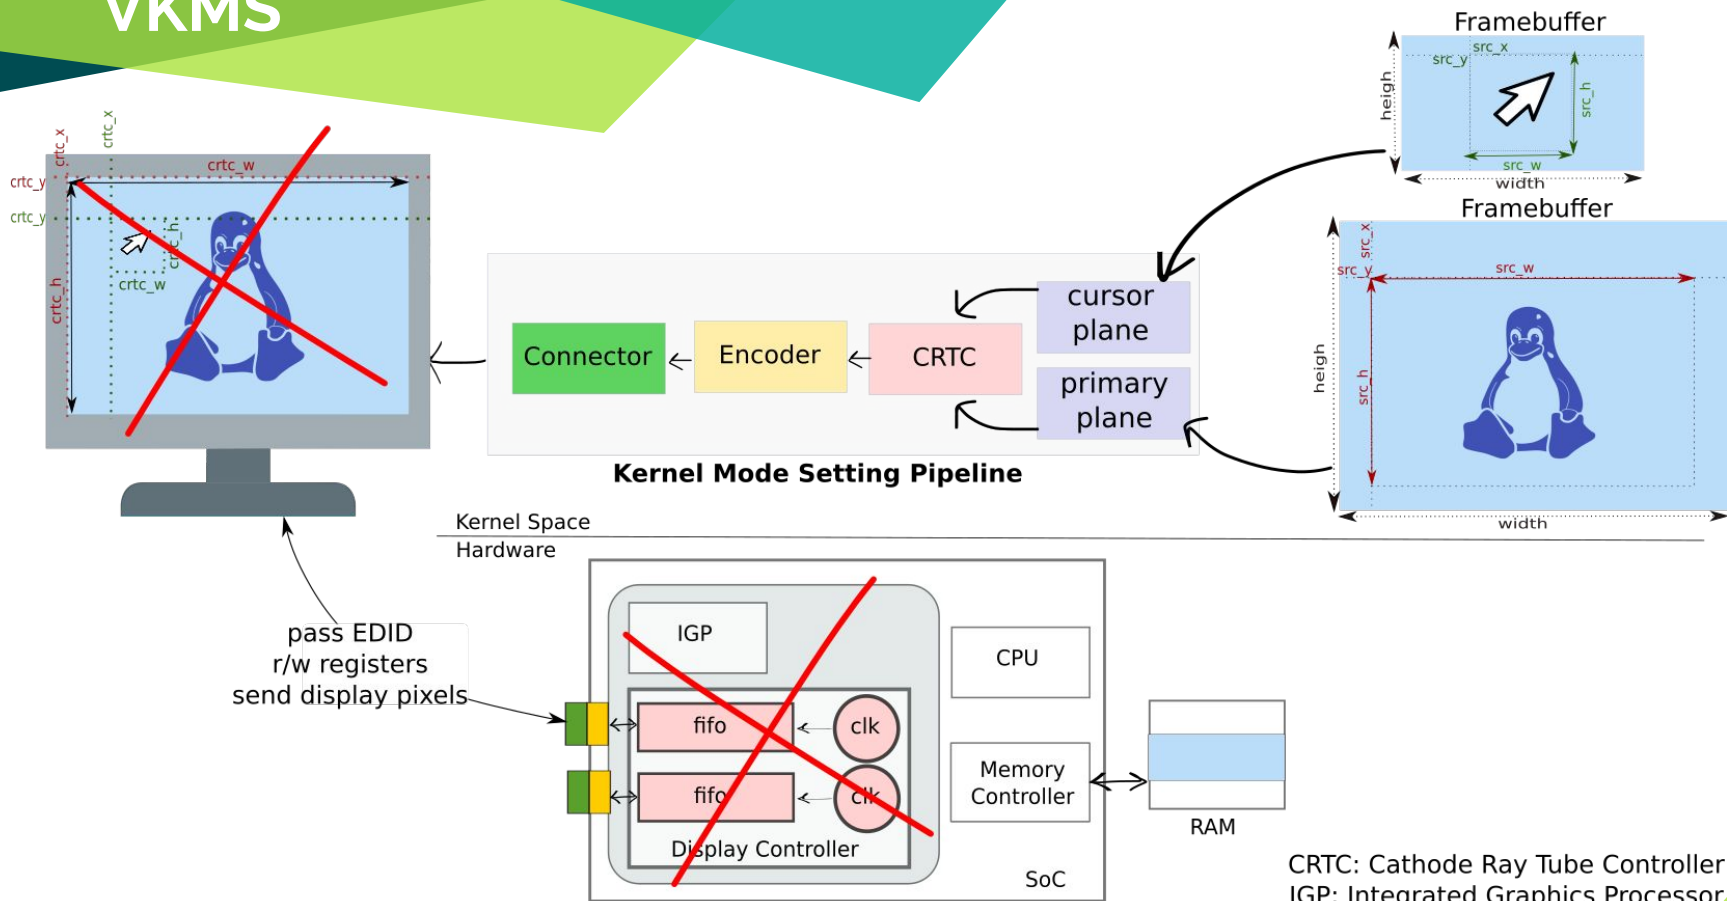 VKMS
Framebuffer
src_x
src_y
heigh
src_h
src_w
width
Framebuffer
src_x
src_y
src_w
heigh
src_h
width
crtc_x
crtc_x
crtc_w
crtc_y
crtc_y
crtc_h
crtc_w
crtc_h
Connector
Encoder
CRTC
cursor
plane
primary
plane
Kernel Mode Setting Pipeline
Kernel Space
Hardware
pass EDID
r/w registers
send display pixels
IGP
fifo
clk
fifo
clk
Display Controller
CPU
Memory
Controller
SoC
RAM
CRTC: Cathode Ray Tube Controller
IGP: Integrated Graphics Processor